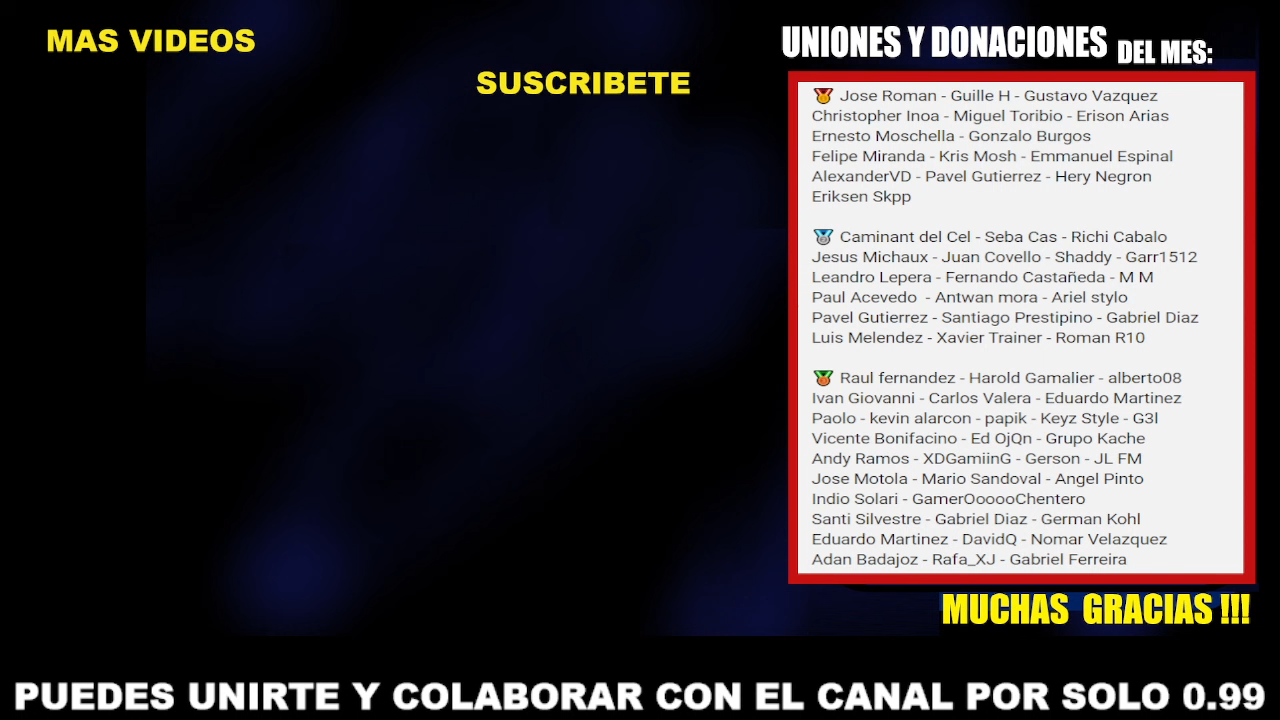 MAS VIDEOS
SUSCRIBETE
UNIONES Y DONACIONES DEL MES:
Jose Roman - Guille H - Gustavo Vazquez
Christopher Inoa - Miguel Toribio - Erison Arias
Ernesto Moschella - Gonzalo Burgos
Felipe Miranda - Kris Mosh - Emmanuel Espinal
AlexanderVD - Pavel Gutierrez - Hery Negron
Eriksen Skpp
Caminant del Cel - Seba Cas - Richi Cabalo
Jesus Michaux - Juan Covello - Shaddy - Garr1512
Leandro Lepera - Fernando Castañeda - M M
Paul Acevedo  - Antwan mora - Ariel stylo
Pavel Gutierrez - Santiago Prestipino - Gabriel Diaz
Luis Melendez - Xavier Trainer - Roman R10
Raul fernandez - Harold Gamalier - alberto08
Ivan Giovanni - Carlos Valera - Eduardo Martinez
Paolo - kevin alarcon - papik - Keyz Style - G3l
Vicente Bonifacino - Ed OjQn - Grupo Kache
Andy Ramos - XDGamiinG - Gerson - JL FM
Jose Motola - Mario Sandoval - Angel Pinto
Indio Solari - GamerOooooChentero
Santi Silvestre - Gabriel Diaz - German Kohl
Eduardo Martinez - DavidQ - Nomar Velazquez
Adan Badajoz - Rafa_XJ - Gabriel Ferreira
MUCHAS GRACIAS !!!
PUEDES UNIRTE Y COLABORAR CON EL CANAL POR SOLO 0.99